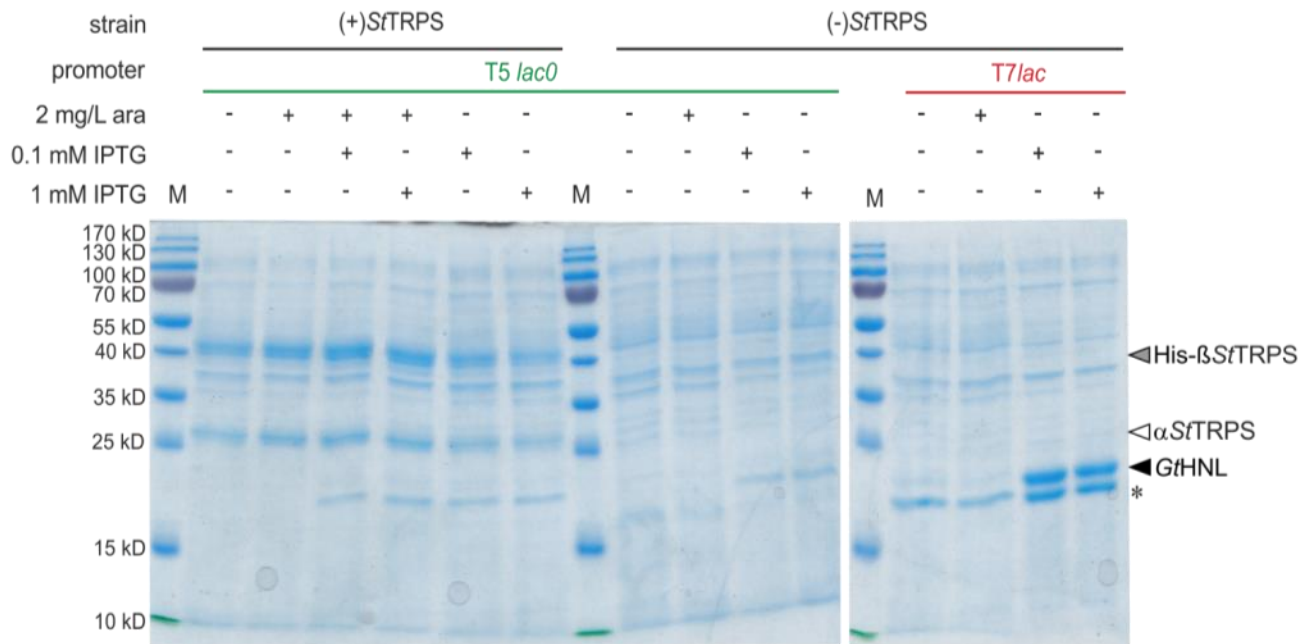 strain (+)StTRPS (-)StTRPS
promoter T5 lac0 T7lac
2 mg/L ara - + + + - - - + - - - + - -
0.1 mM IPTG - - + - + - - - + - - - + -
1 mM IPTG M - - - + - + M - - - + M - - - +
170 kD
130 kD
100 kD
70 kD
55 kD
40 kD
His-ßStTRPS
35 kD
25 kD
αStTRPS
GtHNL
*
15 kD
10 kD